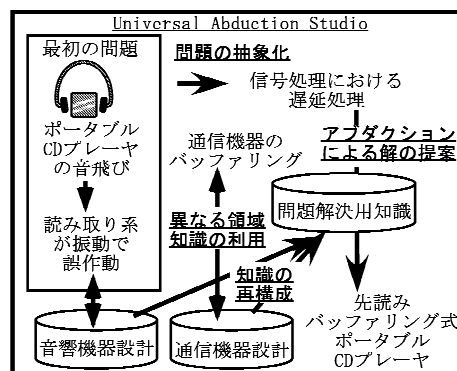 Universal Abduction Studio
最初の問題
ポータブル
CDプレーヤ
の音飛び
読み取り系
が振動で
誤作動
問題の抽象化
信号処理における
遅延処理
通信機器の
バッファリング
アブダクション
による解の提案
異なる領域
知識の利用
問題解決用知識
知識の
再構成
先読み
バッファリング式
ポータブル
CDプレーヤ
音響機器設計
通信機器設計